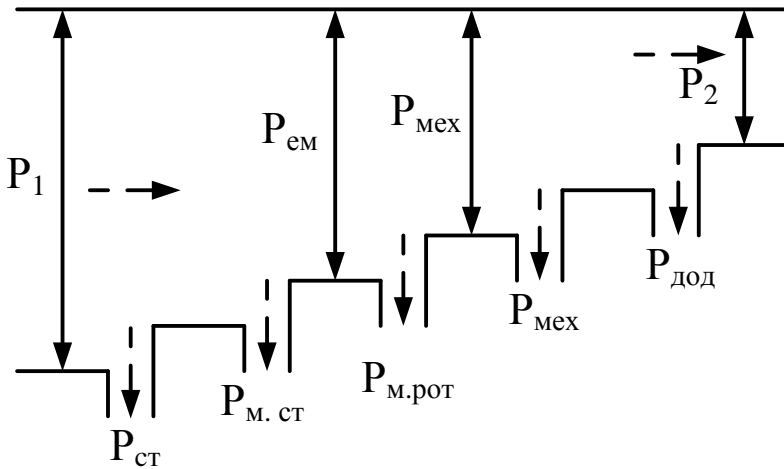 P₁
Pем
Pмех
P₂
Pст
Pм. ст
Pм.рот
Pмех
Pдод